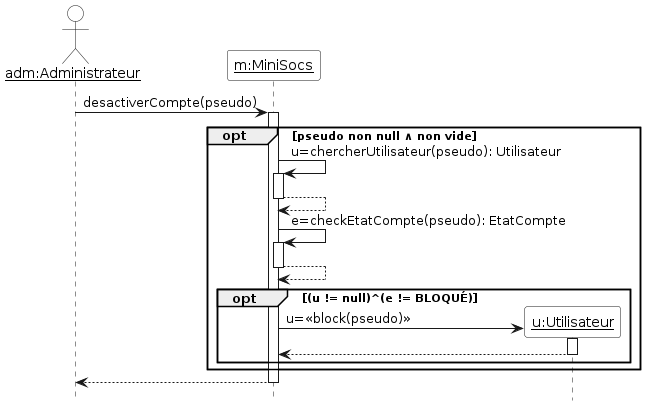 adm:Administrateur
m:MiniSocs
desactiverCompte(pseudo)
opt
[pseudo non null ∧ non vide]
u=chercherUtilisateur(pseudo): Utilisateur
e=checkEtatCompte(pseudo): EtatCompte
opt
[(u != null)^(e != BLOQUÉ)]
u=«block(pseudo)»
u:Utilisateur